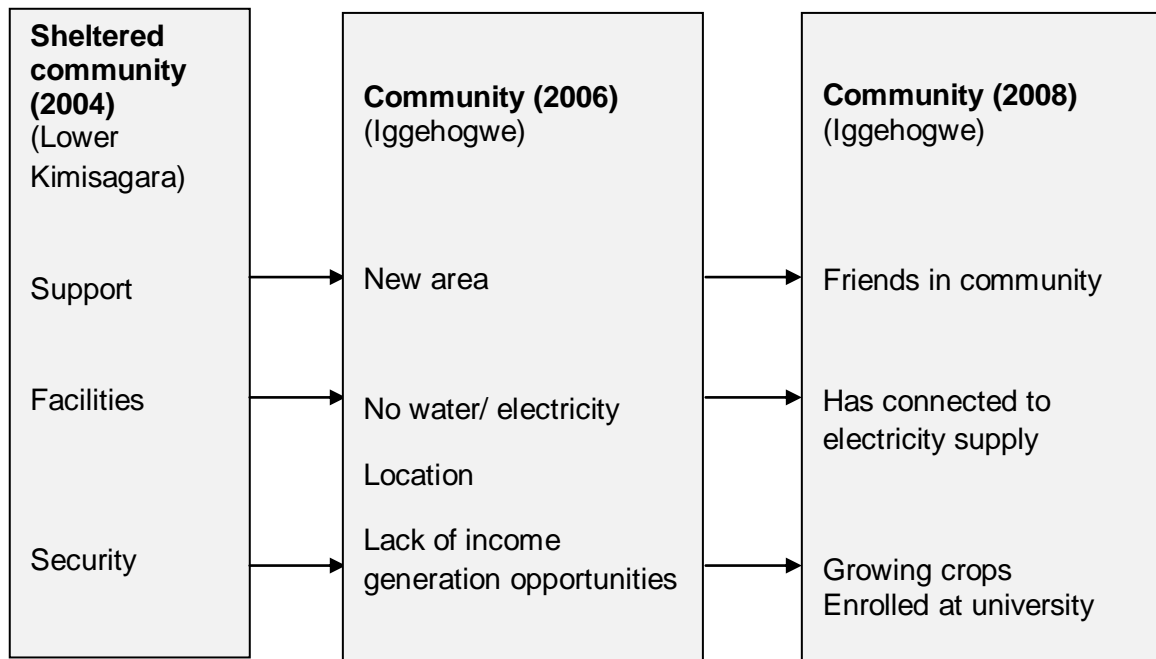 Sheltered
community
(2004)
(Lower
Kimisagara)
Support
Facilities
Security
Community (2006)
(Iggehogwe)
New area
No water/ electricity
Location
Lack of income
generation opportunities
Community (2008)
(Iggehogwe)
Friends in community
Has connected to
electricity supply
Growing crops
Enrolled at university